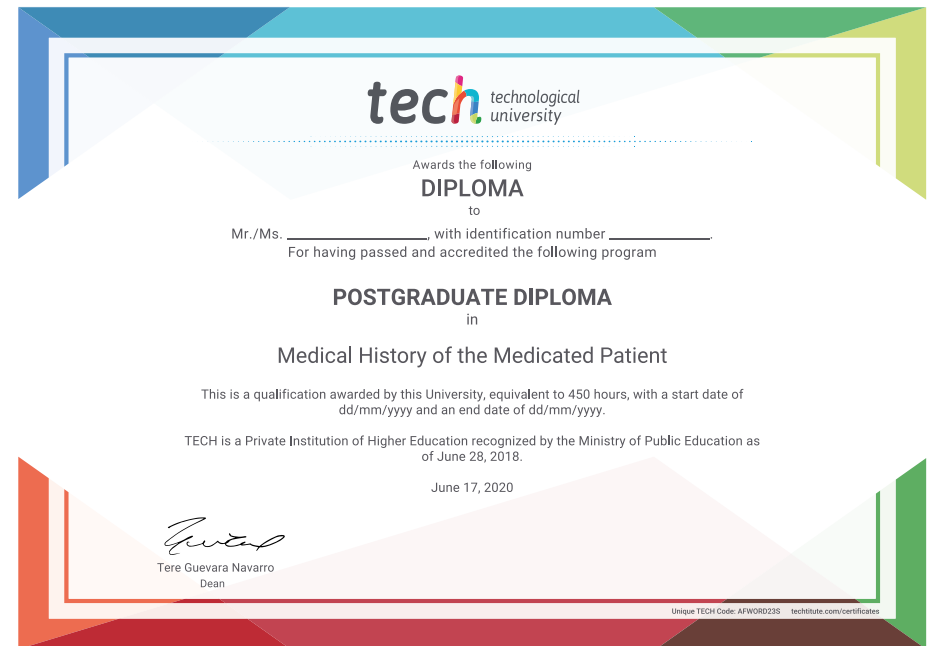 tech technological
university
Awards the following
DIPLOMA
to
Mr./Ms. ____________________, with identification number ______________.
For having passed and accredited the following program
POSTGRADUATE DIPLOMA
in
Medical History of the Medicated Patient
This is a qualification awarded by this University, equivalent to 450 hours, with a start date of
dd/mm/yyyy and an end date of dd/mm/yyyy.
TECH is a Private Institution of Higher Education recognized by the Ministry of Public Education as
of June 28, 2018.
June 17, 2020
Tere Guevara Navarro
Dean
Unique TECH Code: AFWORD23S techtitute.com/certificates